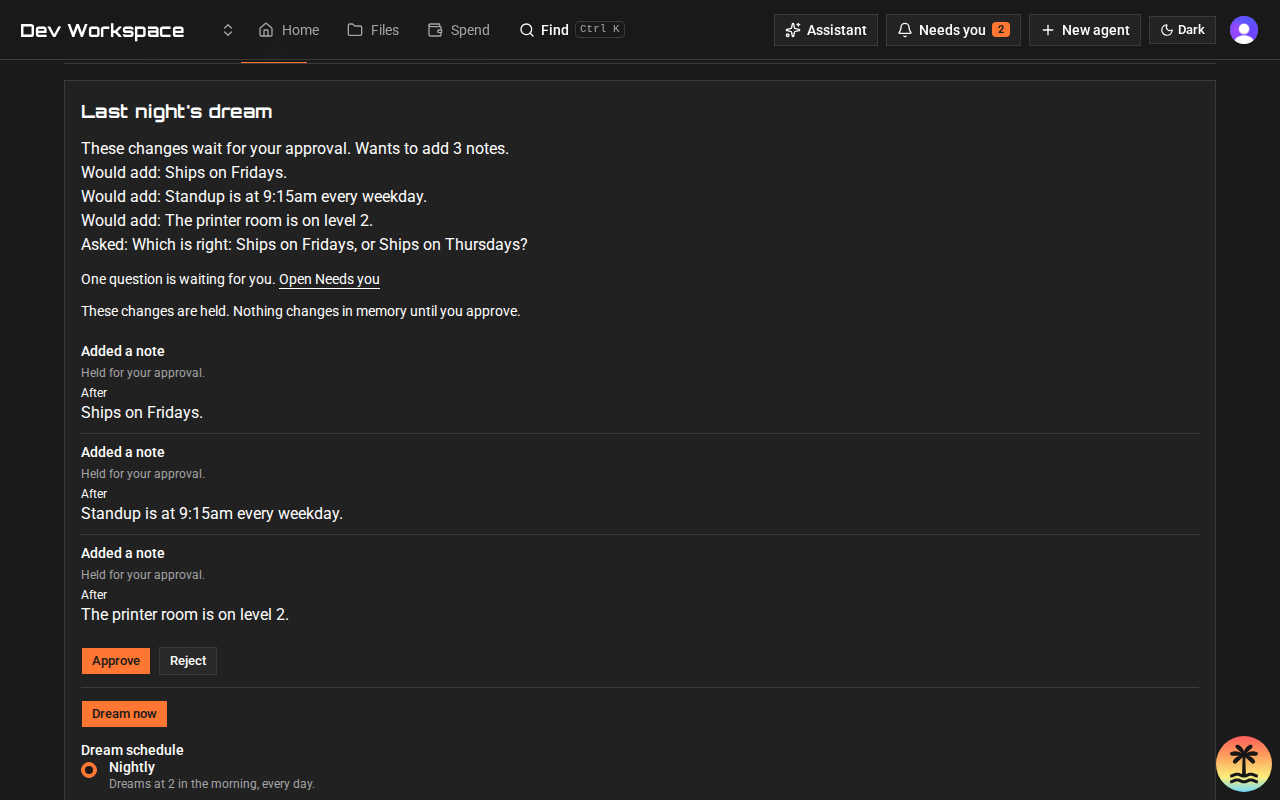 Dev Workspace
Home
Files
Spend
Find Ctrl K
Assistant
Needs you 2
New agent
Dark
Last night's dream
These changes wait for your approval. Wants to add 3 notes.
Would add: Ships on Fridays.
Would add: Standup is at 9:15am every weekday.
Would add: The printer room is on level 2.
Asked: Which is right: Ships on Fridays, or Ships on Thursdays?
One question is waiting for you. Open Needs you
These changes are held. Nothing changes in memory until you approve.
Added a note
Held for your approval.
After
Ships on Fridays.
Added a note
Held for your approval.
After
Standup is at 9:15am every weekday.
Added a note
Held for your approval.
After
The printer room is on level 2.
Approve
Reject
Dream now
Dream schedule
Nightly
Dreams at 2 in the morning, every day.